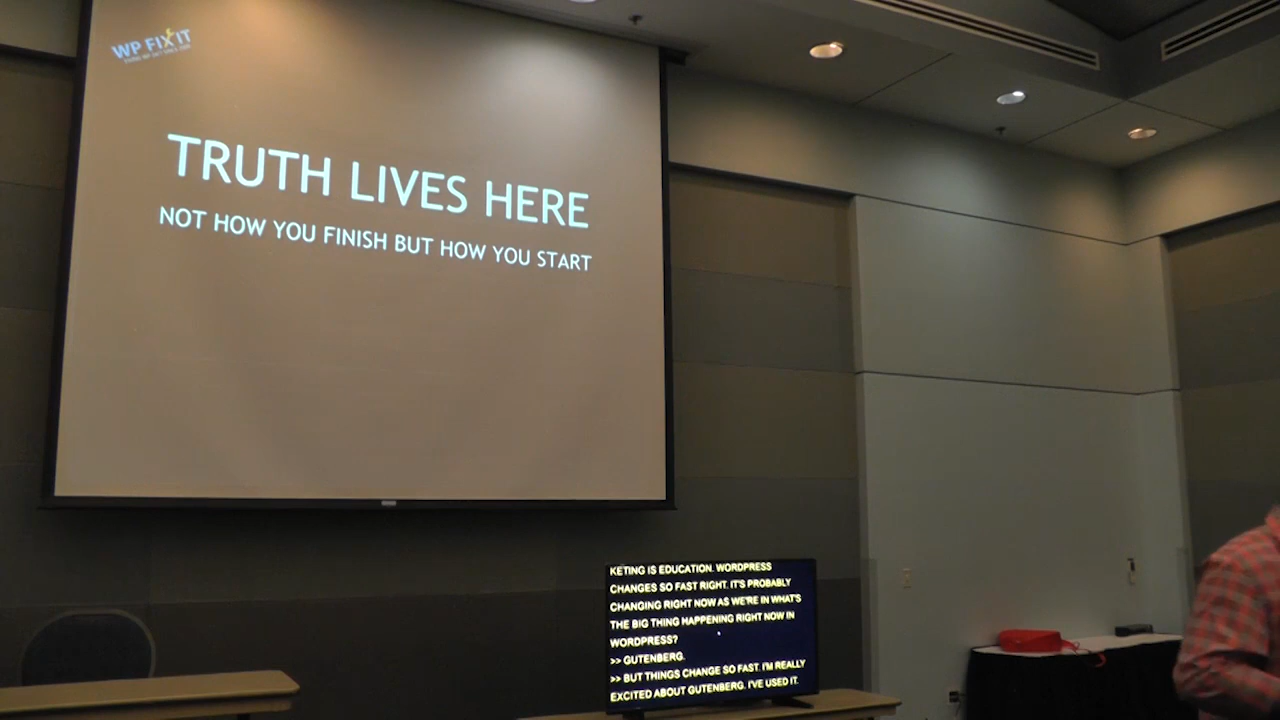 WP FIXIT
TRUTH LIVES HERE
NOT HOW YOU FINISH BUT HOW YOU START
KETING IS EDUCATION. WORDPRESS
CHANGES SO FAST RIGHT. IT'S PROBABLY
CHANGING RIGHT NOW AS WE'RE IN WHAT'S
THE BIG THING HAPPENING RIGHT NOW IN
WORDPRESS?
>> GUTENBERG.
>> BUT THINGS CHANGE SO FAST. I'M REALLY
EXCITED ABOUT GUTENBERG. I'VE USED IT.